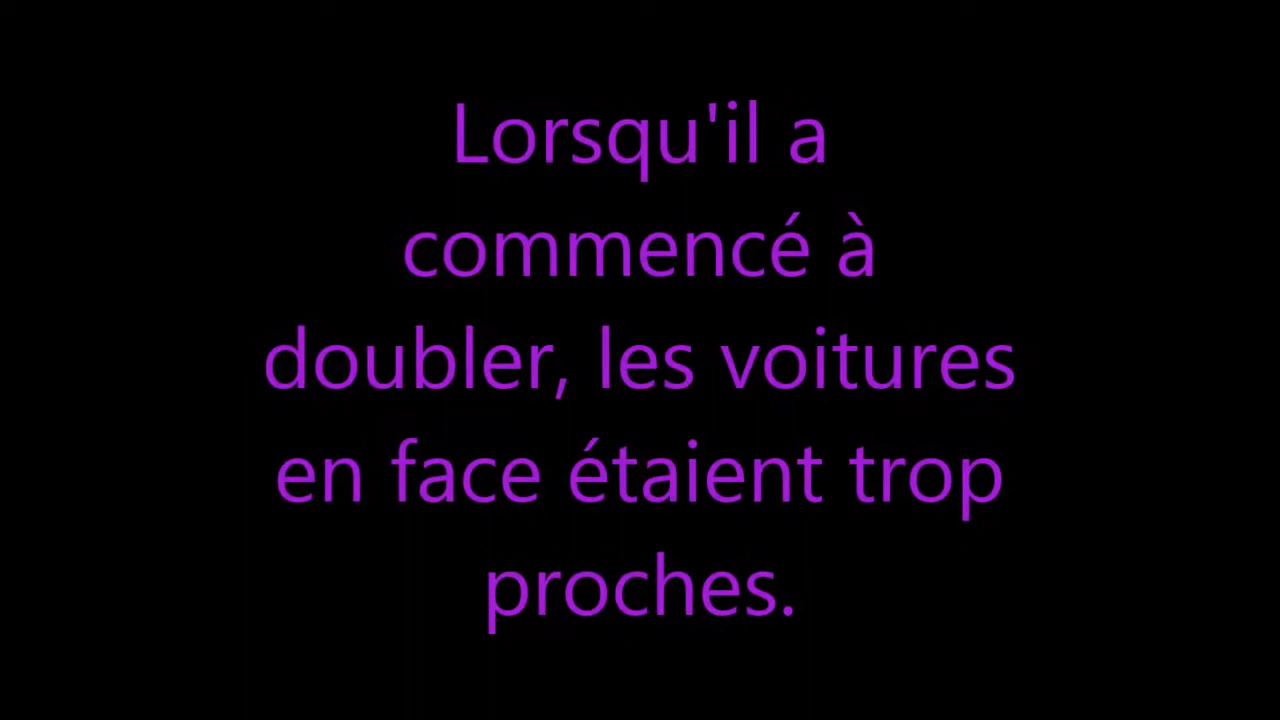 Lorsqu'il a
commencé à
doubler, les voitures
en face étaient trop
proches.